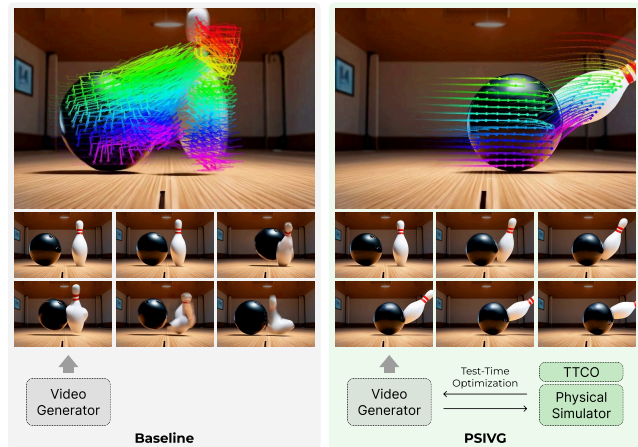 Video
Generator
Baseline
Video
Generator
Test-Time
Optimization
TTCO
Physical
Simulator
PSIVG